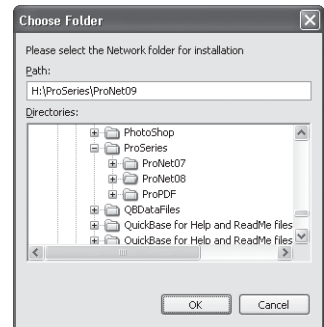 Choose Folder
Please select the Network folder for installation
Path:
H:\ProSeries\ProNet09
Directories:
PhotoShop
ProSeries
ProNet07
ProNet08
ProPDF
QBDataFiles
QuickBase for Help and ReadMe files
QuickBase for Help and ReadMe files
OK
Cancel